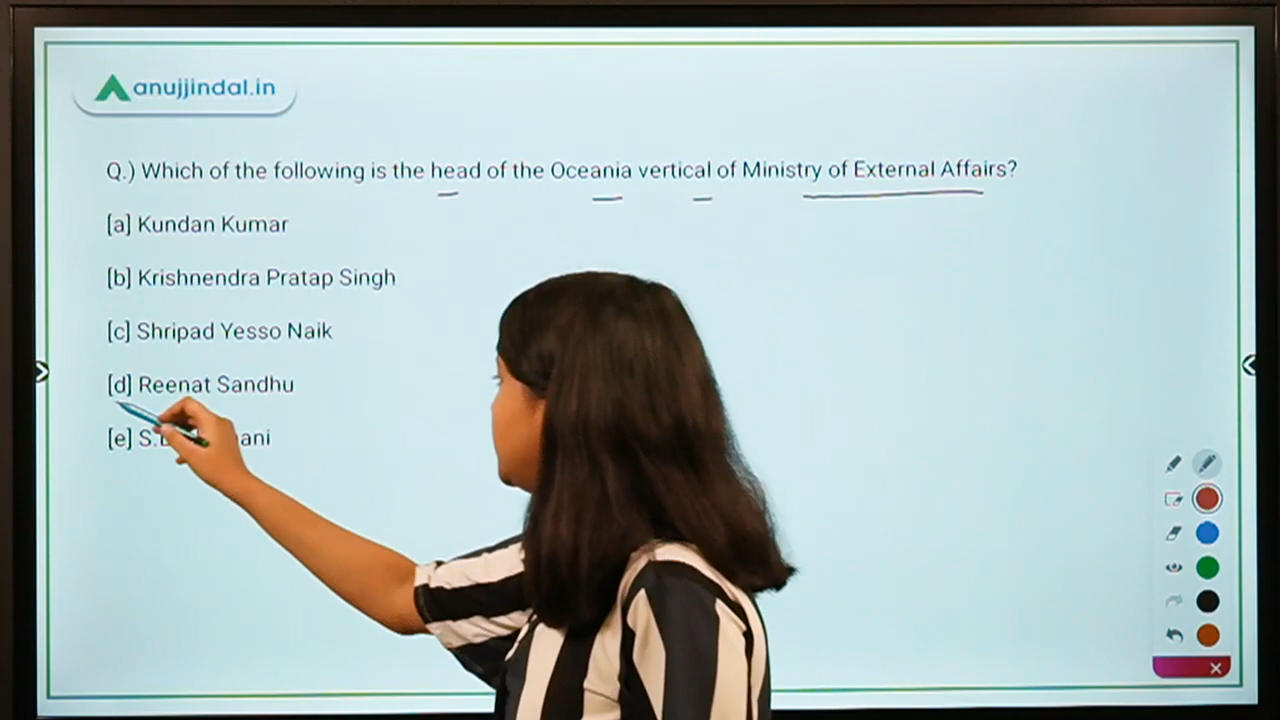 anujjindal.in
Q.) Which of the following is the head of the Oceania vertical of Ministry of External Affairs?
[a] Kundan Kumar
[b] Krishnendra Pratap Singh
[c] Shripad Yesso Naik
[d] Reenat Sandhu
[e]